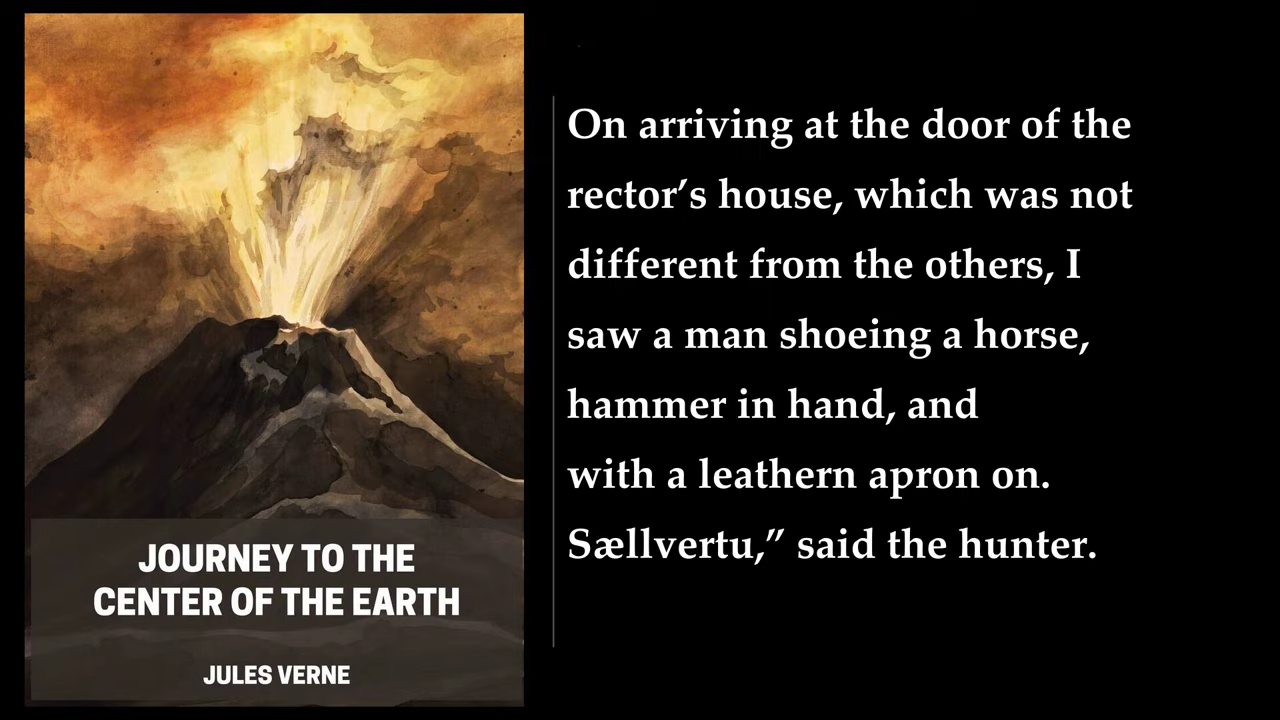 JOURNEY TO THE
CENTER OF THE EARTH
JULES VERNE
On arriving at the door of the
rector’s house, which was not
different from the others, I
saw a man shoeing a horse,
hammer in hand, and
with a leathern apron on.
Sællvertu,” said the hunter.